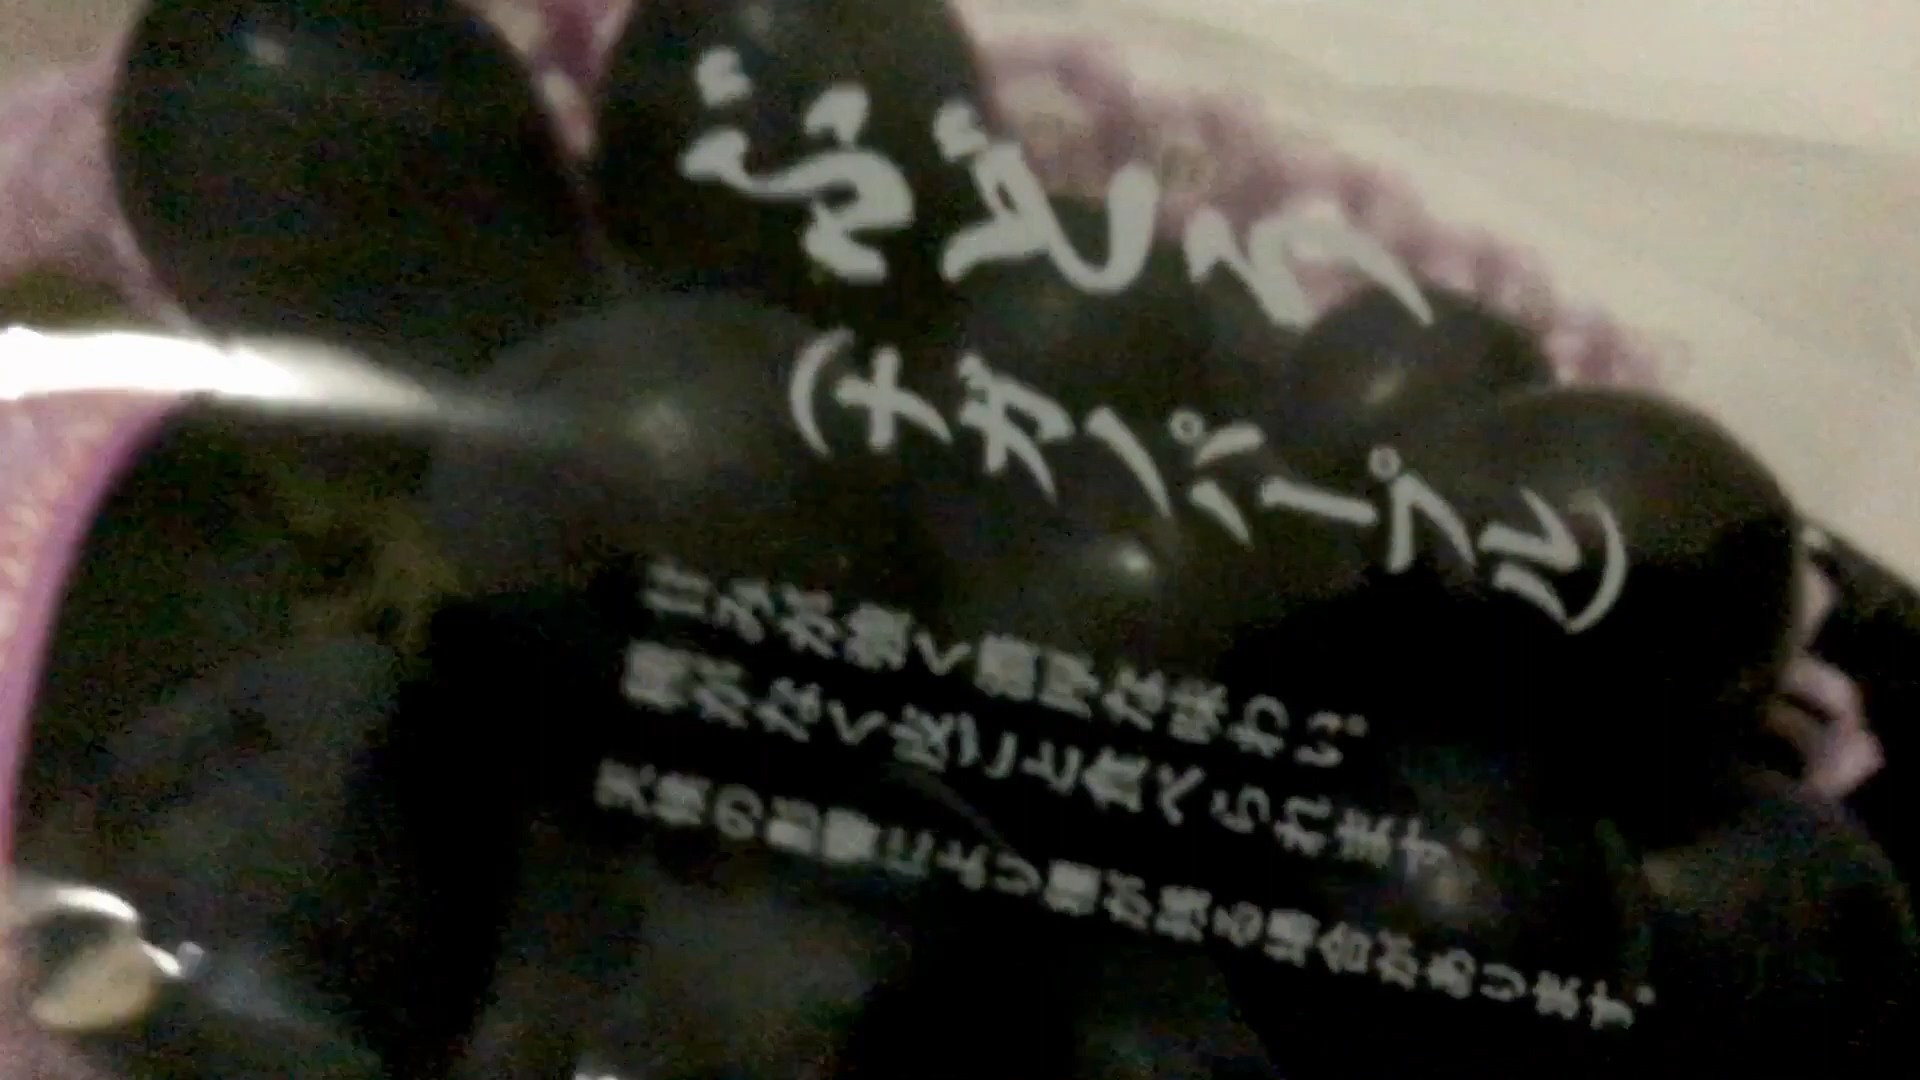 ぶどう
(ナガノパープル)
甘みが強く濃厚な味わい。
種がなく皮ごと食べられます。
天候の影響により種が残る場合があります。